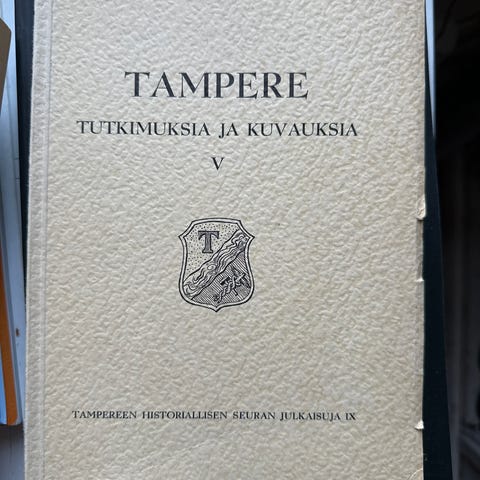 TAMPERE
TUTKIMUKSIA JA KUVAUKSIA
V
T
TAMPEREEN HISTORIALLISEN SEURAN JULKAISUJA IX